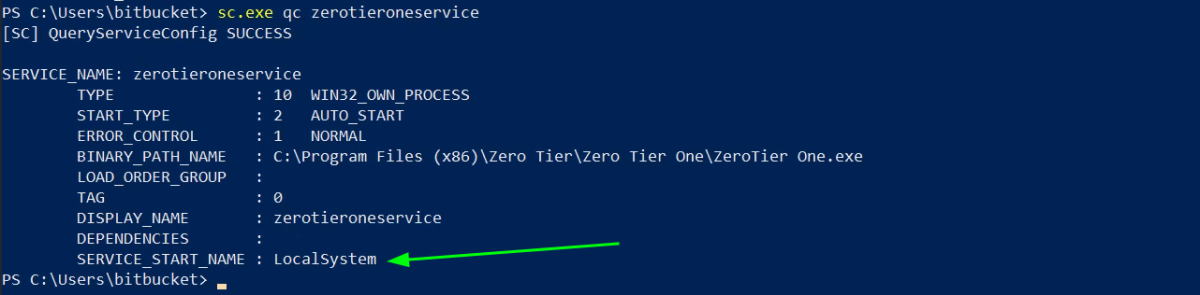 PS C:\Users\bitbucket> sc.exe qc zerotieroneservice
[SC] QueryServiceConfig SUCCESS
SERVICE_NAME: zerotieroneservice
TYPE : 10 WIN32_OWN_PROCESS
START_TYPE : 2 AUTO_START
ERROR_CONTROL : 1 NORMAL
BINARY_PATH_NAME : C:\Program Files (x86)\Zero Tier\Zero Tier One\ZeroTier One.exe
LOAD_ORDER_GROUP :
TAG : 0
DISPLAY_NAME : zerotieroneservice
DEPENDENCIES :
SERVICE_START_NAME : LocalSystem
PS C:\Users\bitbucket>